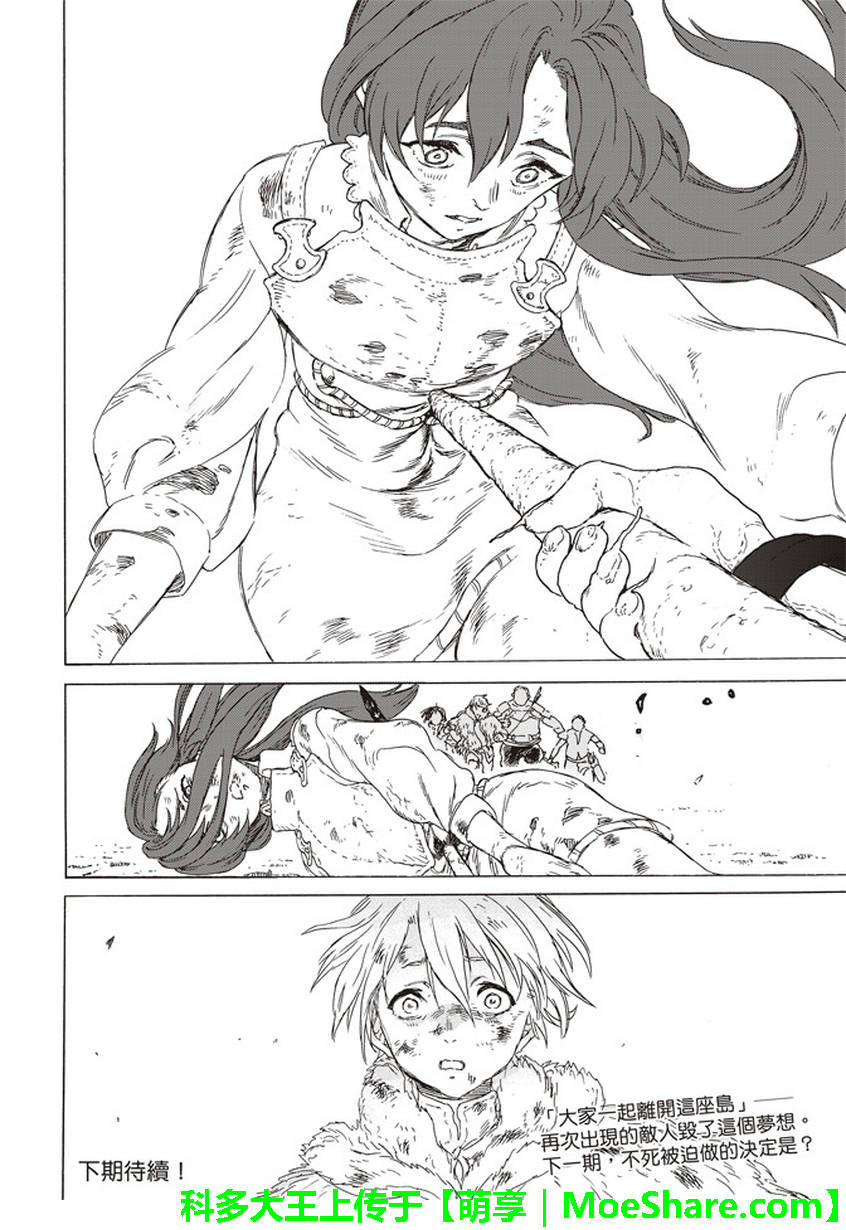 「大家一起離開這座島」——
再次出現的敵人毀了這個夢想。
下一期，不死被迫做的決定是？
下期待續！
科多大王上传于【萌享｜MoeShare.com】